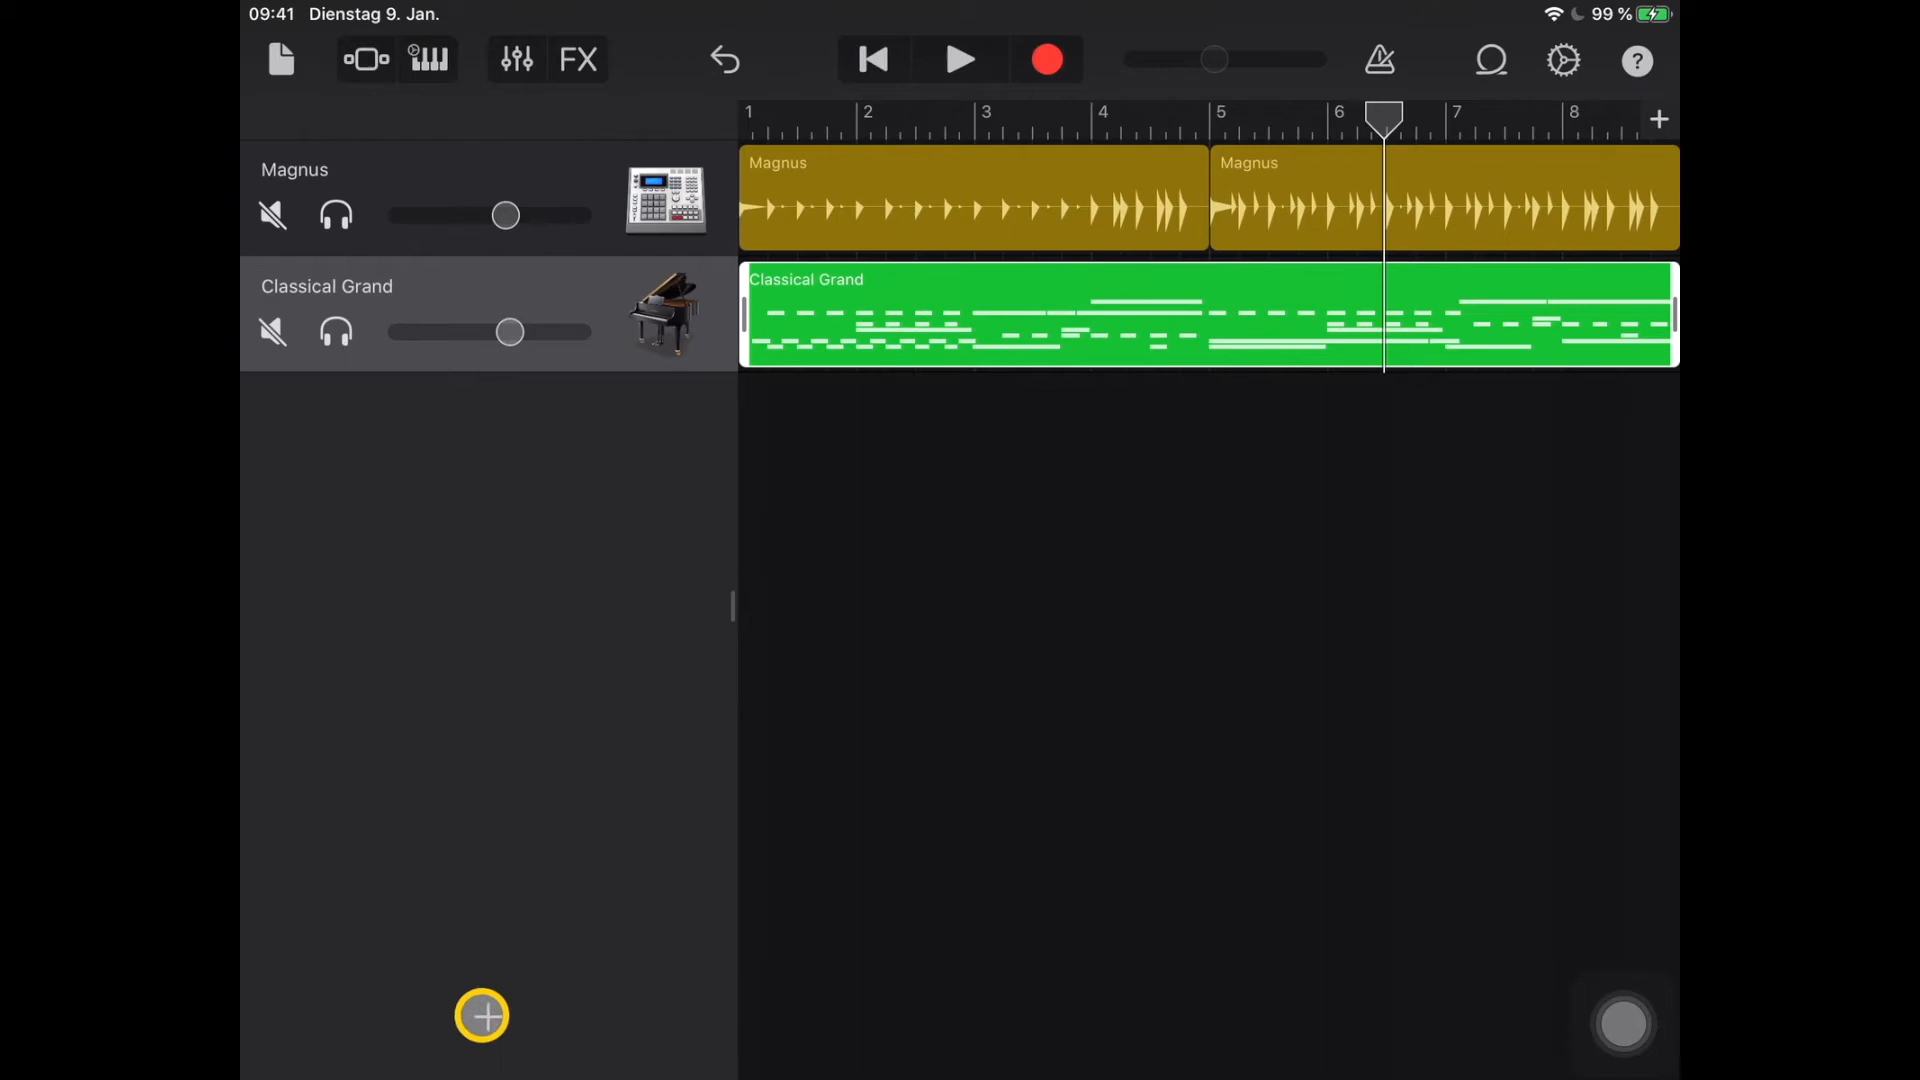 09:41 Dienstag 9. Jan. 99 %
FX
?
1 2 3 4 5 6 7 8 +
Magnus
Magnus Magnus
Classical Grand
Classical Grand
+